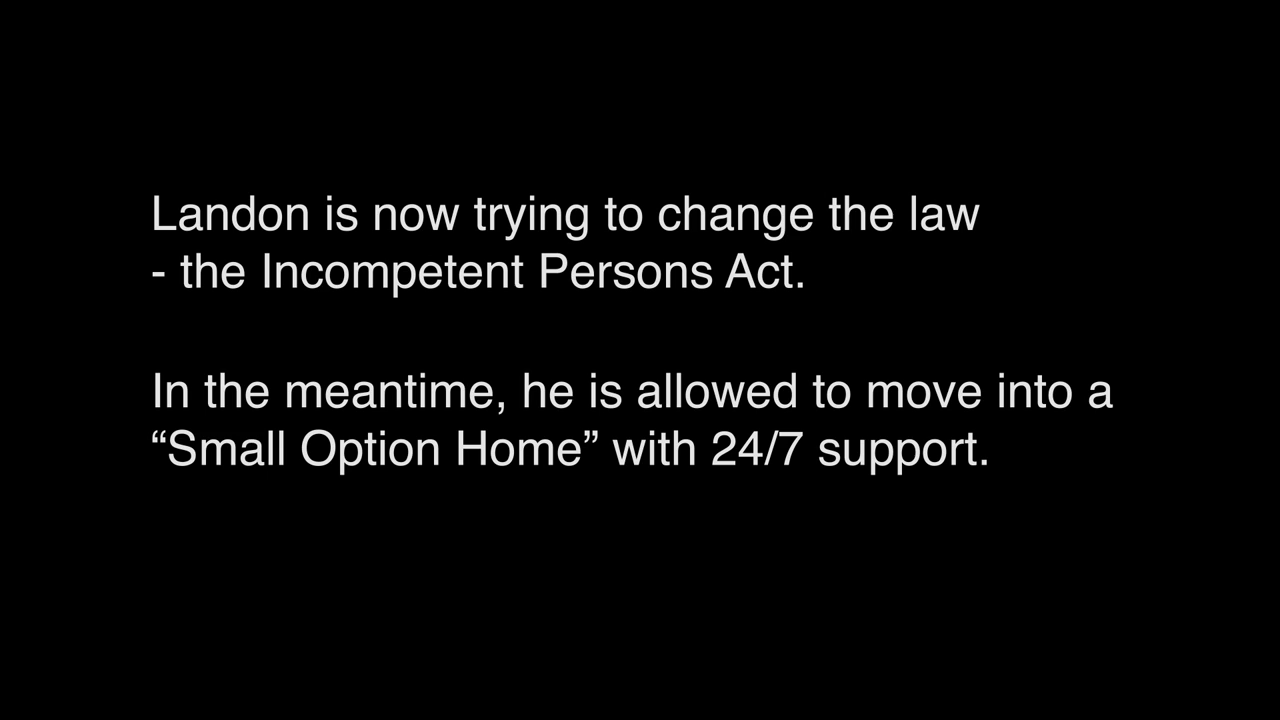 Landon is now trying to change the law
- the Incompetent Persons Act.
In the meantime, he is allowed to move into a
“Small Option Home” with 24/7 support.